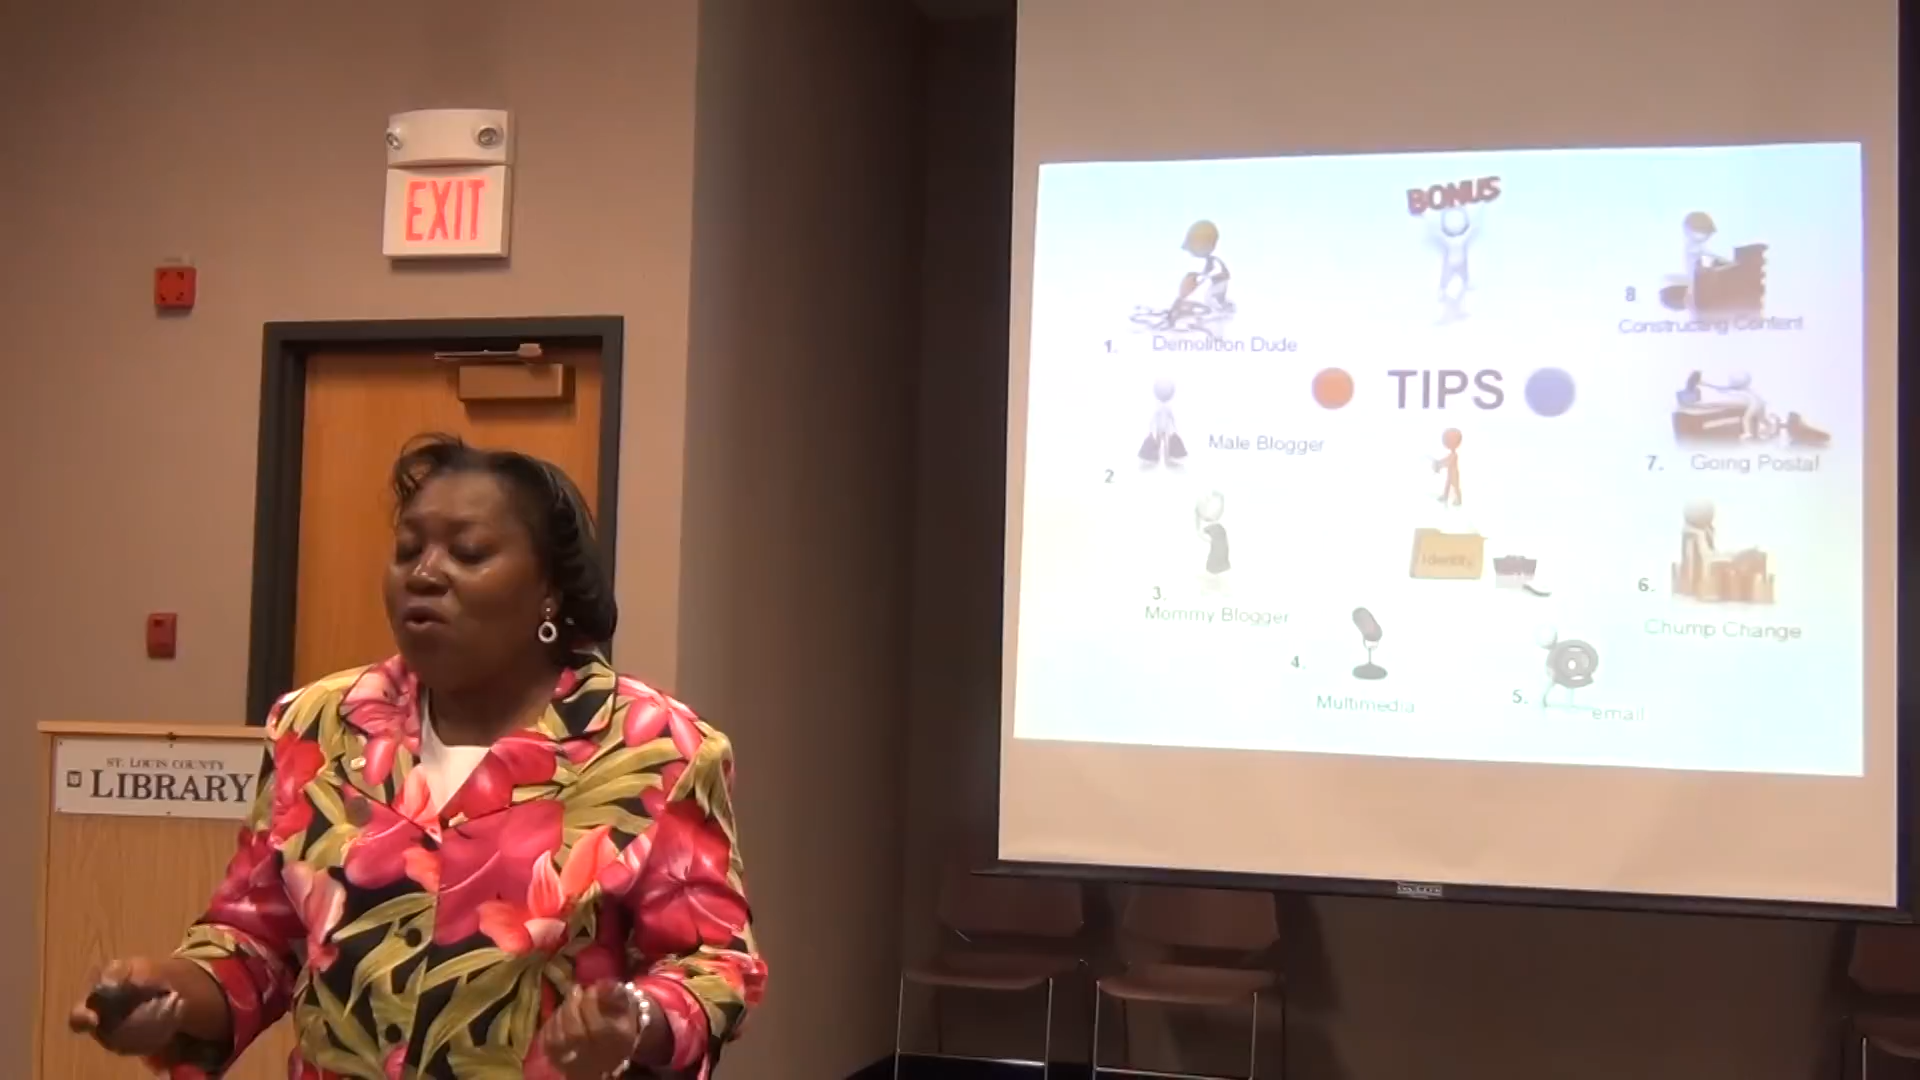 EXIT
ST. LOUIS COUNTY
LIBRARY
BONUS
8
Constructing Content
1. Demolition Dude
TIPS
Male Blogger
2
7. Going Postal
Identity
3.
Mommy Blogger
6.
Chump Change
4.
Multimedia
5. email